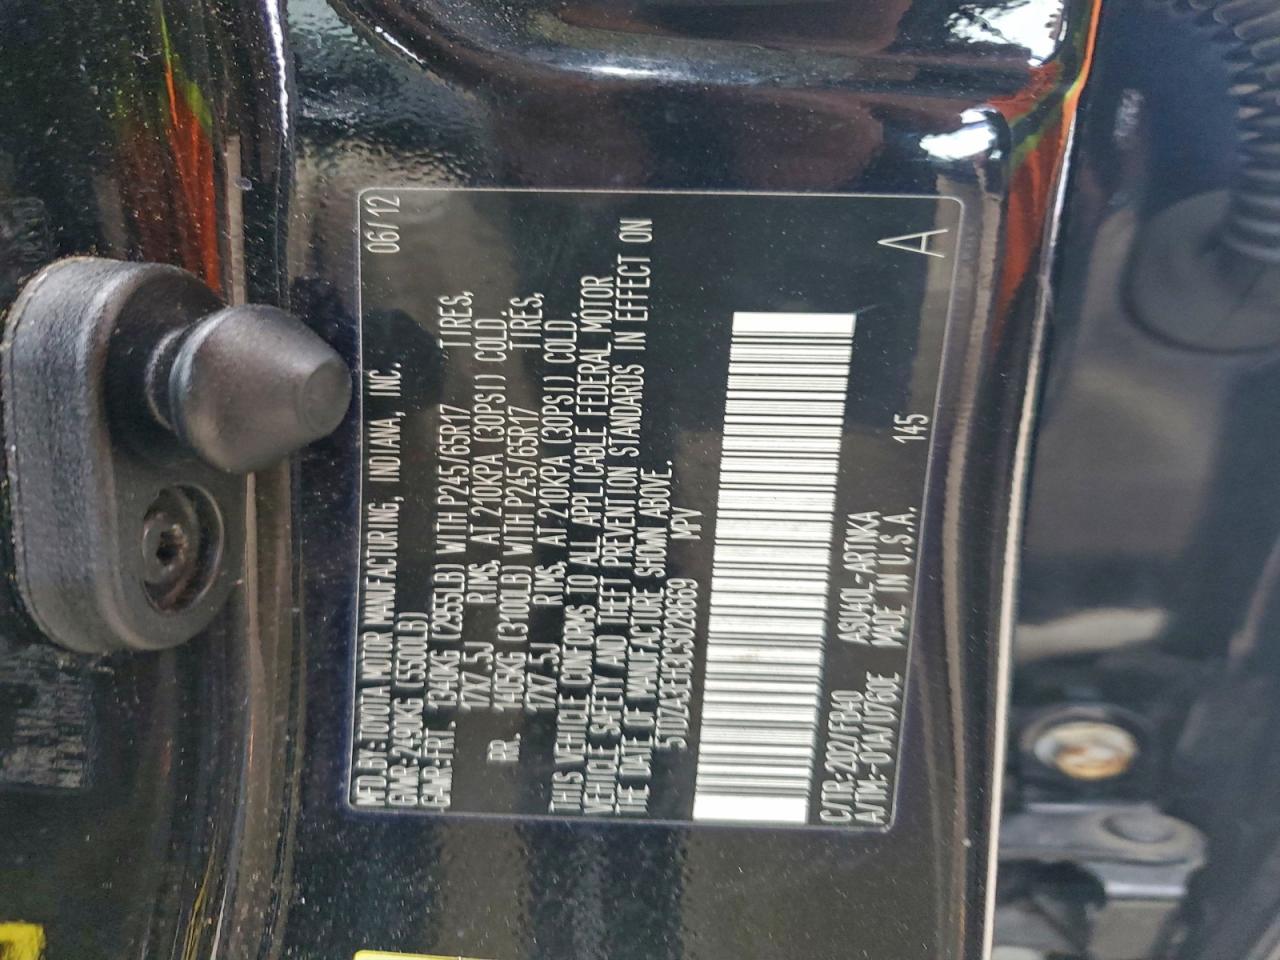 MFD.BY:TOYOTA MOTOR MANUFACTURING, INDIANA, INC. 06/12
GVWR:2490KG (5500LB)
GAWR:FRT. 1340KG (2955LB) WITH P245/65R17 TIRES,
17X7.5J RIMS, AT 210KPA (30PSI) COLD.
RR. 1405KG (3100LB) WITH P245/65R17 TIRES,
17X7.5J RIMS, AT 210KPA (30PSI) COLD.
THIS VEHICLE CONFORMS TO ALL APPLICABLE FEDERAL MOTOR
VEHICLE SAFETY AND THEFT PREVENTION STANDARDS IN EFFECT ON
THE DATE OF MANUFACTURE SHOWN ABOVE.
5TDZA3EH3CS028669 MPV
C/TR:202/FB40 ASU40L-ARTNKA
A/TM:-01A/U760E MADE IN U.S.A. 145 A